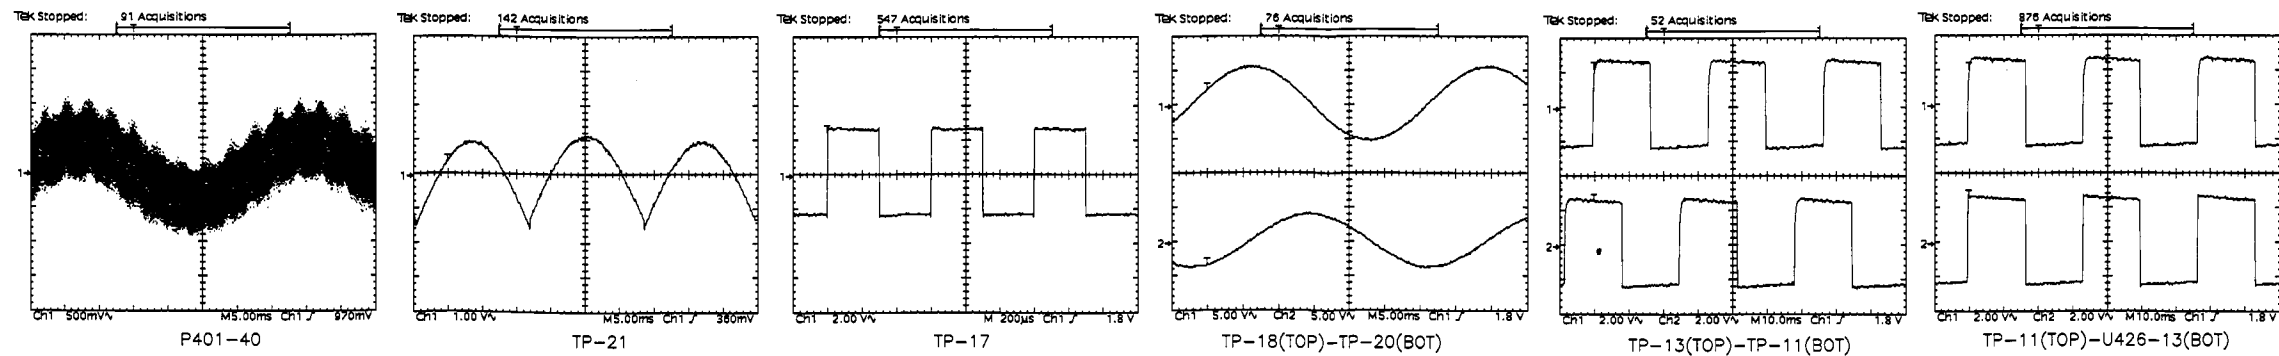 Tek Stopped: 91 Acquisitions
1
Ch1 500mV∿ M5.00ms Ch1 ʃ 970mV
P401-40
Tek Stopped: 142 Acquisitions
1
Ch1 1.00 V∿ M5.00ms Ch1 ʃ 380mV
TP-21
Tek Stopped: 547 Acquisitions
1
Ch1 2.00 V∿ M 200µs Ch1 ʃ 1.8 V
TP-17
Tek Stopped: 76 Acquisitions
1
2
Ch1 5.00 V∿ Ch2 5.00 V∿ M5.00ms Ch1 ʃ 1.8 V
TP-18(TOP)-TP-20(BOT)
Tek Stopped: 52 Acquisitions
1
2
Ch1 2.00 V∿ Ch2 2.00 V∿ M10.0ms Ch1 ʃ 1.8 V
TP-13(TOP)-TP-11(BOT)
Tek Stopped: 876 Acquisitions
1
2
Ch1 2.00 V∿ Ch2 2.00 V∿ M10.0ms Ch1 ʃ 1.8 V
TP-11(TOP)-U426-13(BOT)